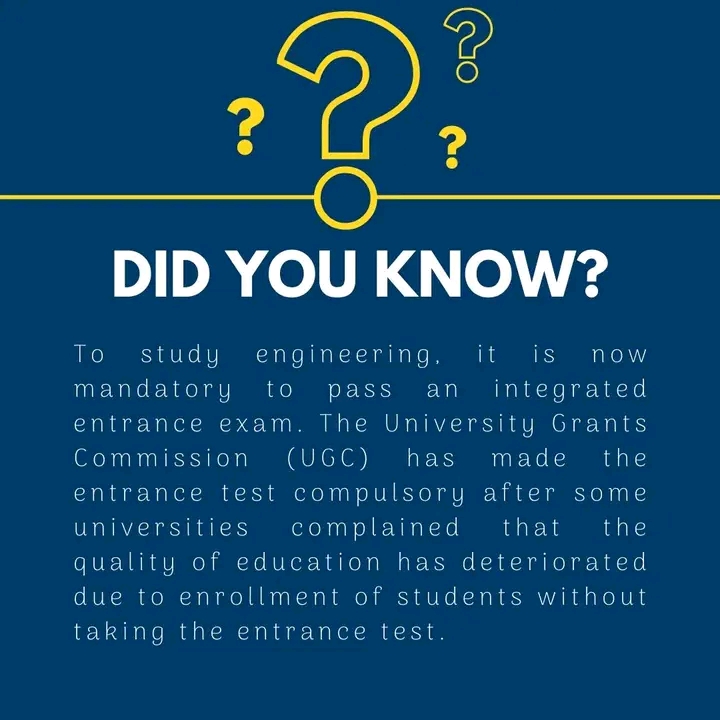 DID YOU KNOW?
To study engineering, it is now
mandatory to pass an integrated
entrance exam. The University Grants
Commission (UGC) has made the
entrance test compulsory after some
universities complained that the
quality of education has deteriorated
due to enrollment of students without
taking the entrance test.